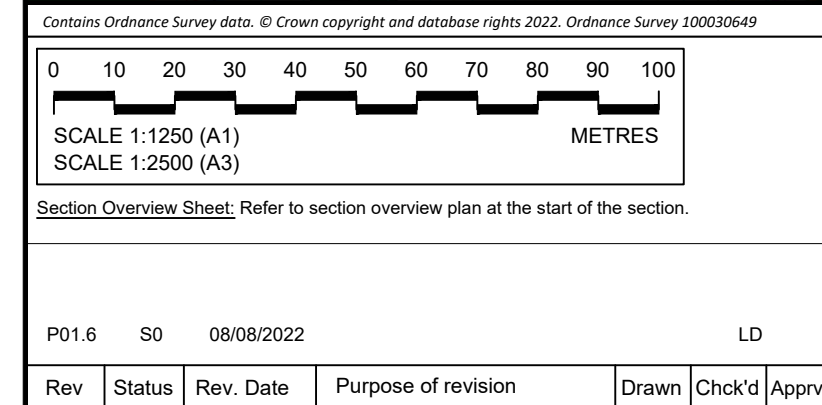 Contains Ordnance Survey data. © Crown copyright and database rights 2022. Ordnance Survey 100030649
0 10 20 30 40 50 60 70 80 90 100
SCALE 1:1250 (A1) METRES
SCALE 1:2500 (A3)
Section Overview Sheet: Refer to section overview plan at the start of the section.
P01.6 S0 08/08/2022 LD
Rev Status Rev. Date Purpose of revision Drawn Chck'd Apprv